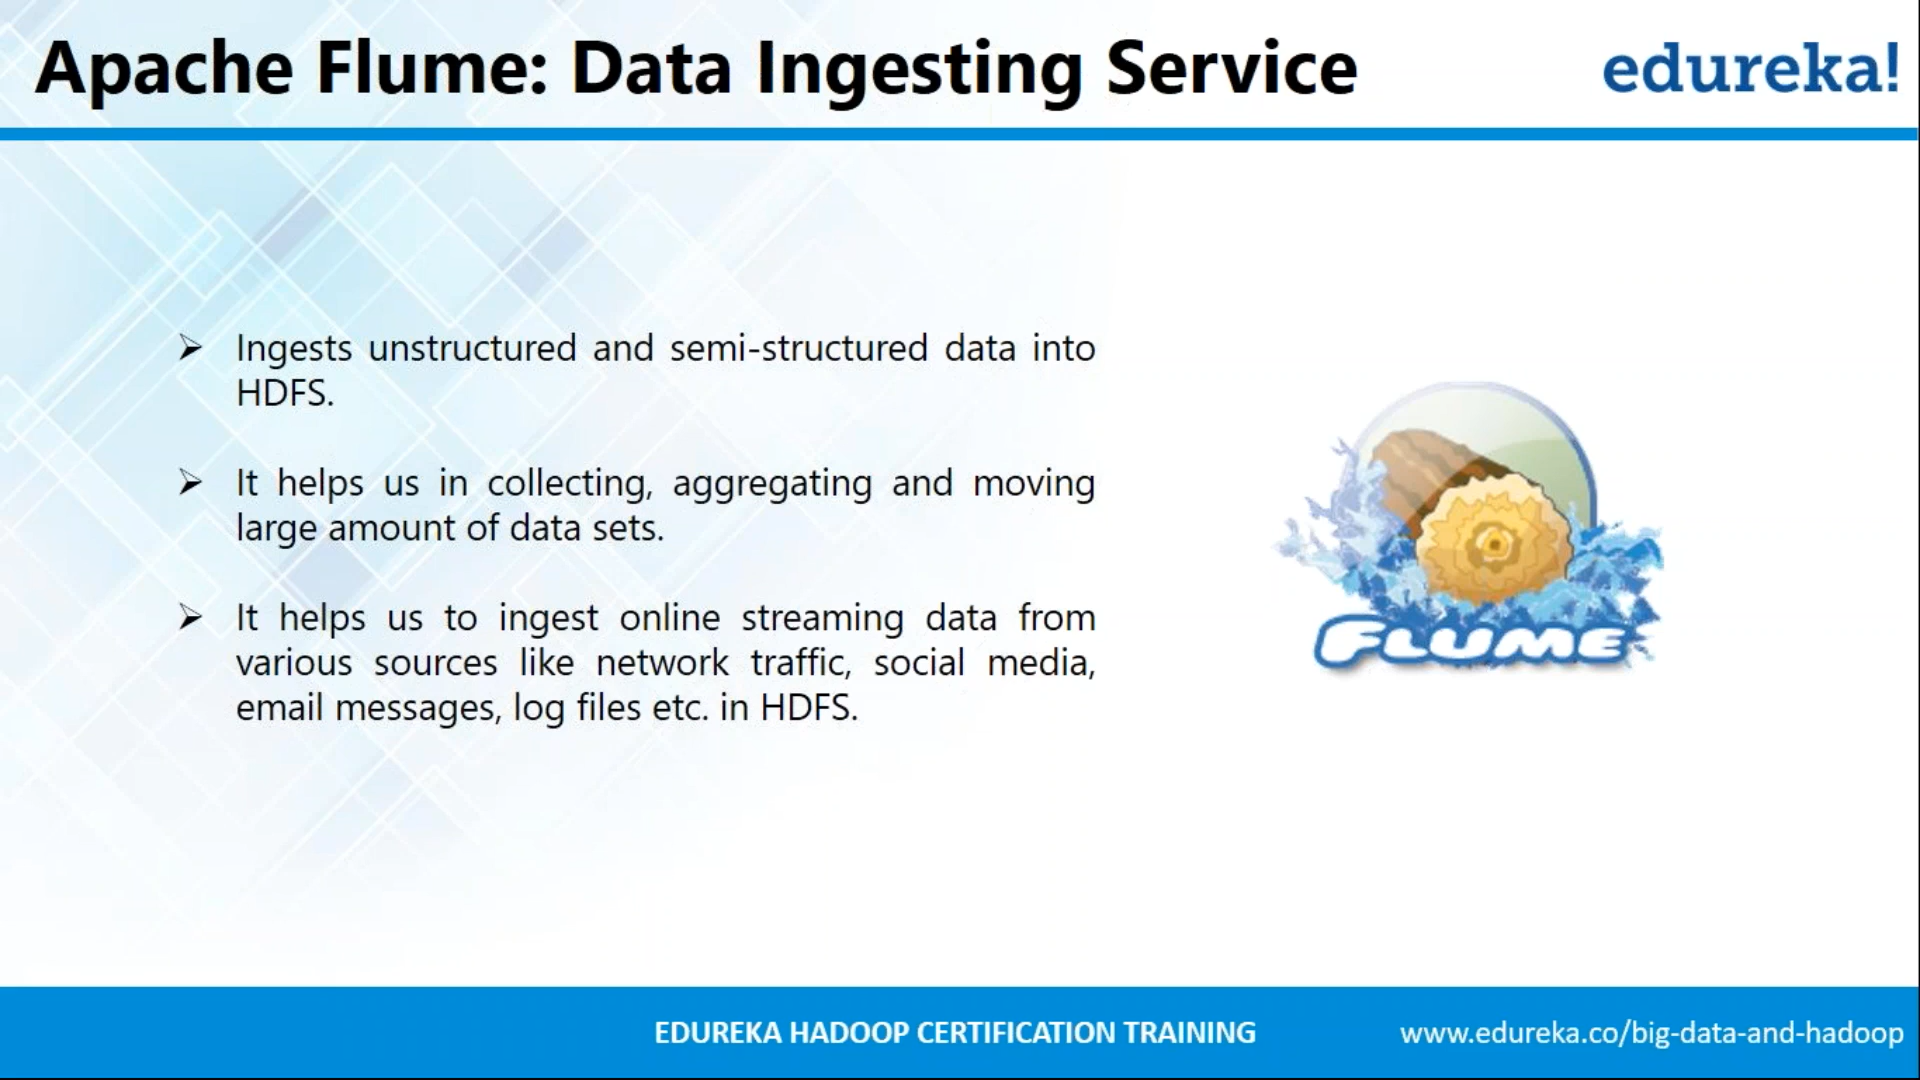 Apache Flume: Data Ingesting Service
edureka!
➢ Ingests unstructured and semi-structured data into
HDFS.
➢ It helps us in collecting, aggregating and moving
large amount of data sets.
➢ It helps us to ingest online streaming data from
various sources like network traffic, social media,
email messages, log files etc. in HDFS.
FLUME
EDUREKA HADOOP CERTIFICATION TRAINING
www.edureka.co/big-data-and-hadoop